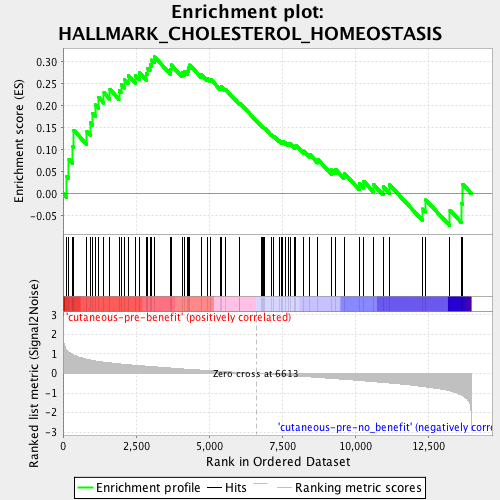 Enrichment plot:
HALLMARK_CHOLESTEROL_HOMEOSTASIS
Enrichment score (ES)
0.30
0.25
0.20
0.15
0.10
0.05
0.00
-0.05
Ranked list metric (Signal2Noise)
'cutaneous-pre-benefit' (positively correlated)
3
2
1
0
-1
-2
-3
Zero cross at 6613
'cutaneous-pre-no_benefit' (negatively corre
0
2,500
5,000
7,500
10,000
12,500
Rank in Ordered Dataset
Enrichment profile
Hits
Ranking metric scores